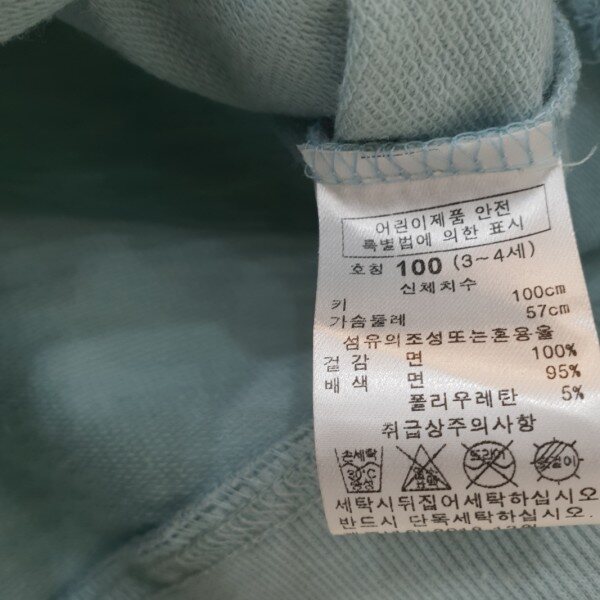 어린이제품 안전
특별법에 의한 표시
호칭 100 (3~4세)
신체치수
키 100cm
가슴둘레 57cm
섬유의조성또는혼용율
겉감 면 100%
배색 면 95%
폴리우레탄 5%
취급상주의사항
손세탁 드라이
세탁시뒤집어세탁하십시오
반드시 단독세탁하십시오.